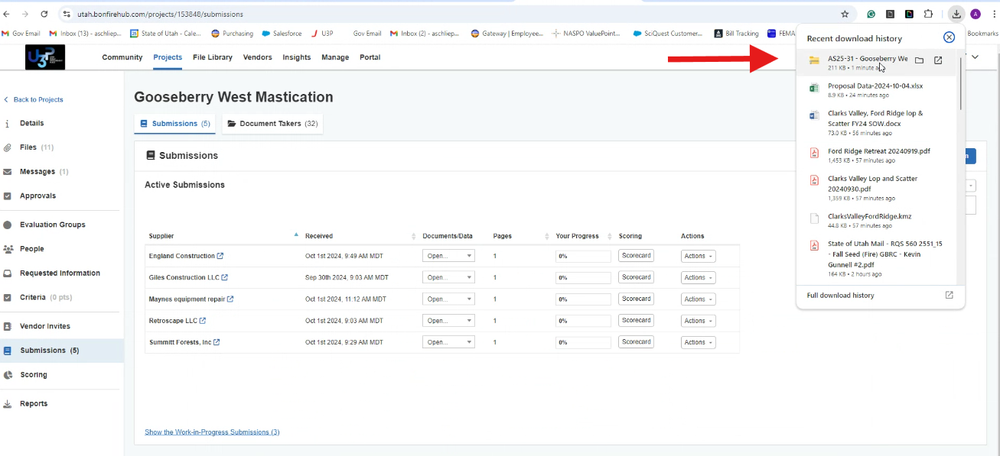 utah.bonfirehub.com/projects/153848/submissions
A
Gov Email
Inbox (13) - aschliep...
State of Utah - Cale...
Purchasing
Salesforce
U3P
Gov Email
Inbox (2) - aschliep...
Gateway | Employee...
NASPO ValuePoint...
SciQuest Customer...
Bill Tracking
FEMA
Bookmarks
U3P
Community
Projects
File Library
Vendors
Insights
Manage
Portal
Back to Projects
Details
Files (11)
Messages (1)
Approvals
Evaluation Groups
People
Requested Information
Criteria (0 pts)
Vendor Invites
Submissions (5)
Scoring
Reports
Gooseberry West Mastication
Submissions (5)
Document Takers (32)
Submissions
Active Submissions
Supplier Received Documents/Data Pages Your Progress Scoring Actions
England Construction Oct 1st 2024, 9:49 AM MDT Open... 1 0% Scorecard Actions
Giles Construction LLC Sep 30th 2024, 9:03 AM MDT Open... 1 0% Scorecard Actions
Maynes equipment repair Oct 1st 2024, 11:12 AM MDT Open... 1 0% Scorecard Actions
Retroscape LLC Oct 1st 2024, 9:03 AM MDT Open... 1 0% Scorecard Actions
Summitt Forests, Inc Oct 1st 2024, 9:29 AM MDT Open... 1 0% Scorecard Actions
Show the Work-in-Progress Submissions (3)
Recent download history
AS25-31 - Gooseberry We
211 KB • 1 minute
Proposal Data-2024-10-04.xlsx
8.9 KB • 24 minutes ago
Clarks Valley, Ford Ridge lop &
Scatter FY24 SOW.docx
73.0 KB • 56 minutes ago
Ford Ridge Retreat 20240919.pdf
1,453 KB • 57 minutes ago
Clarks Valley Lop and Scatter
20240930.pdf
1,359 KB • 57 minutes ago
ClarksValleyFordRidge.kmz
44.8 KB • 57 minutes ago
State of Utah Mail - RQS 560 2551_15
- Fall Seed (Fire) GBRC - Kevin
Gunnell #2.pdf
164 KB • 2 hours ago
Full download history